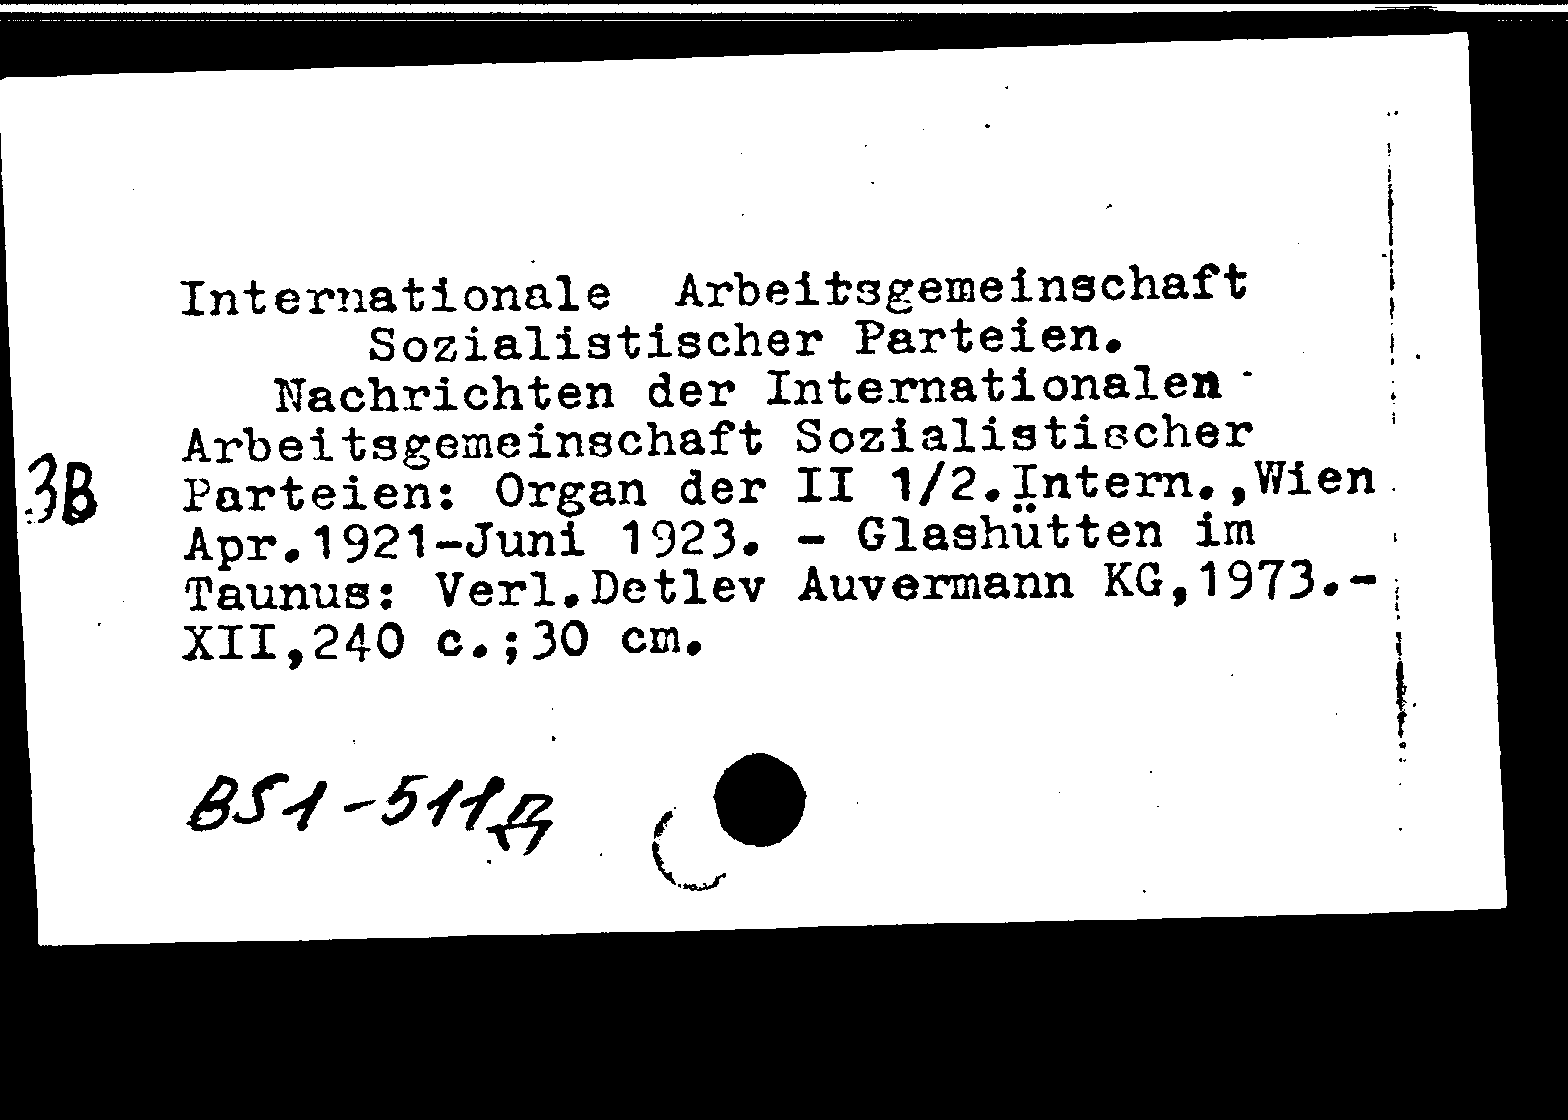 Internationale Arbeitsgemeinschaft
Sozialistischer Parteien.
Nachrichten der Internationalen
Arbeitsgemeinschaft Sozialistischer
3B
Parteien: Organ der II 1/2.Intern.,Wien
Apr.1921-Juni 1923. - Glashütten im
Taunus: Verl.Detlev Auvermann KG,1973.-
XII,240 c.;30 cm.
BS1-511